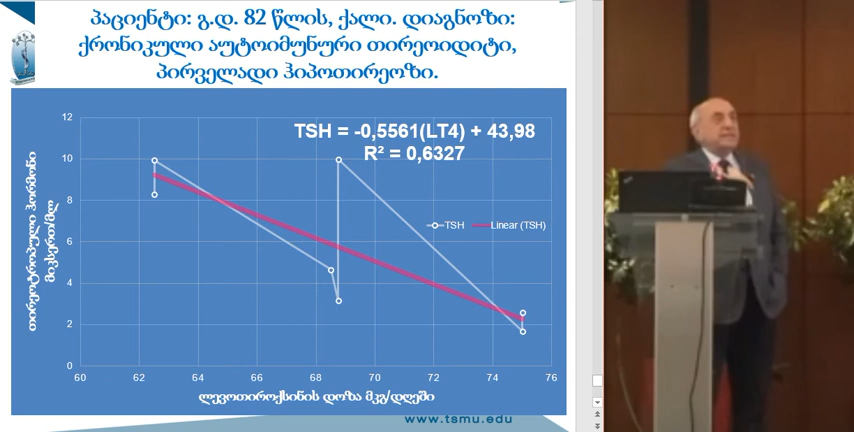 პაციენტი: გ.დ. 82 წლის, ქალი. დიაგნოზი:
ქრონიკული აუტოიმუნური თირეოიდიტი,
პირველადი ჰიპოთირეოზი.
TSH = -0,5561(LT4) + 43,98
R² = 0,6327
12
10
8
6
4
2
0
თირეოტროპული ჰორმონი
მიკსერთ/მლ
TSH
Linear (TSH)
60 62 64 66 68 70 72 74 76
ლევოთიროქსინის დოზა მკგ/დღეში
www.tsmu.edu